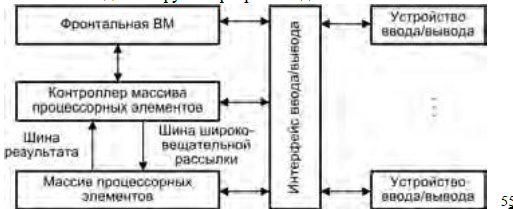 Фронтальная ВМ
Контроллер массива
процессорных элементов
Шина
результата
Шина широко-
вещательной
рассылки
Массив процессорных
элементов
Интерфейс ввода/вывода
Устройство
ввода/вывода
Устройство
ввода/вывода
55